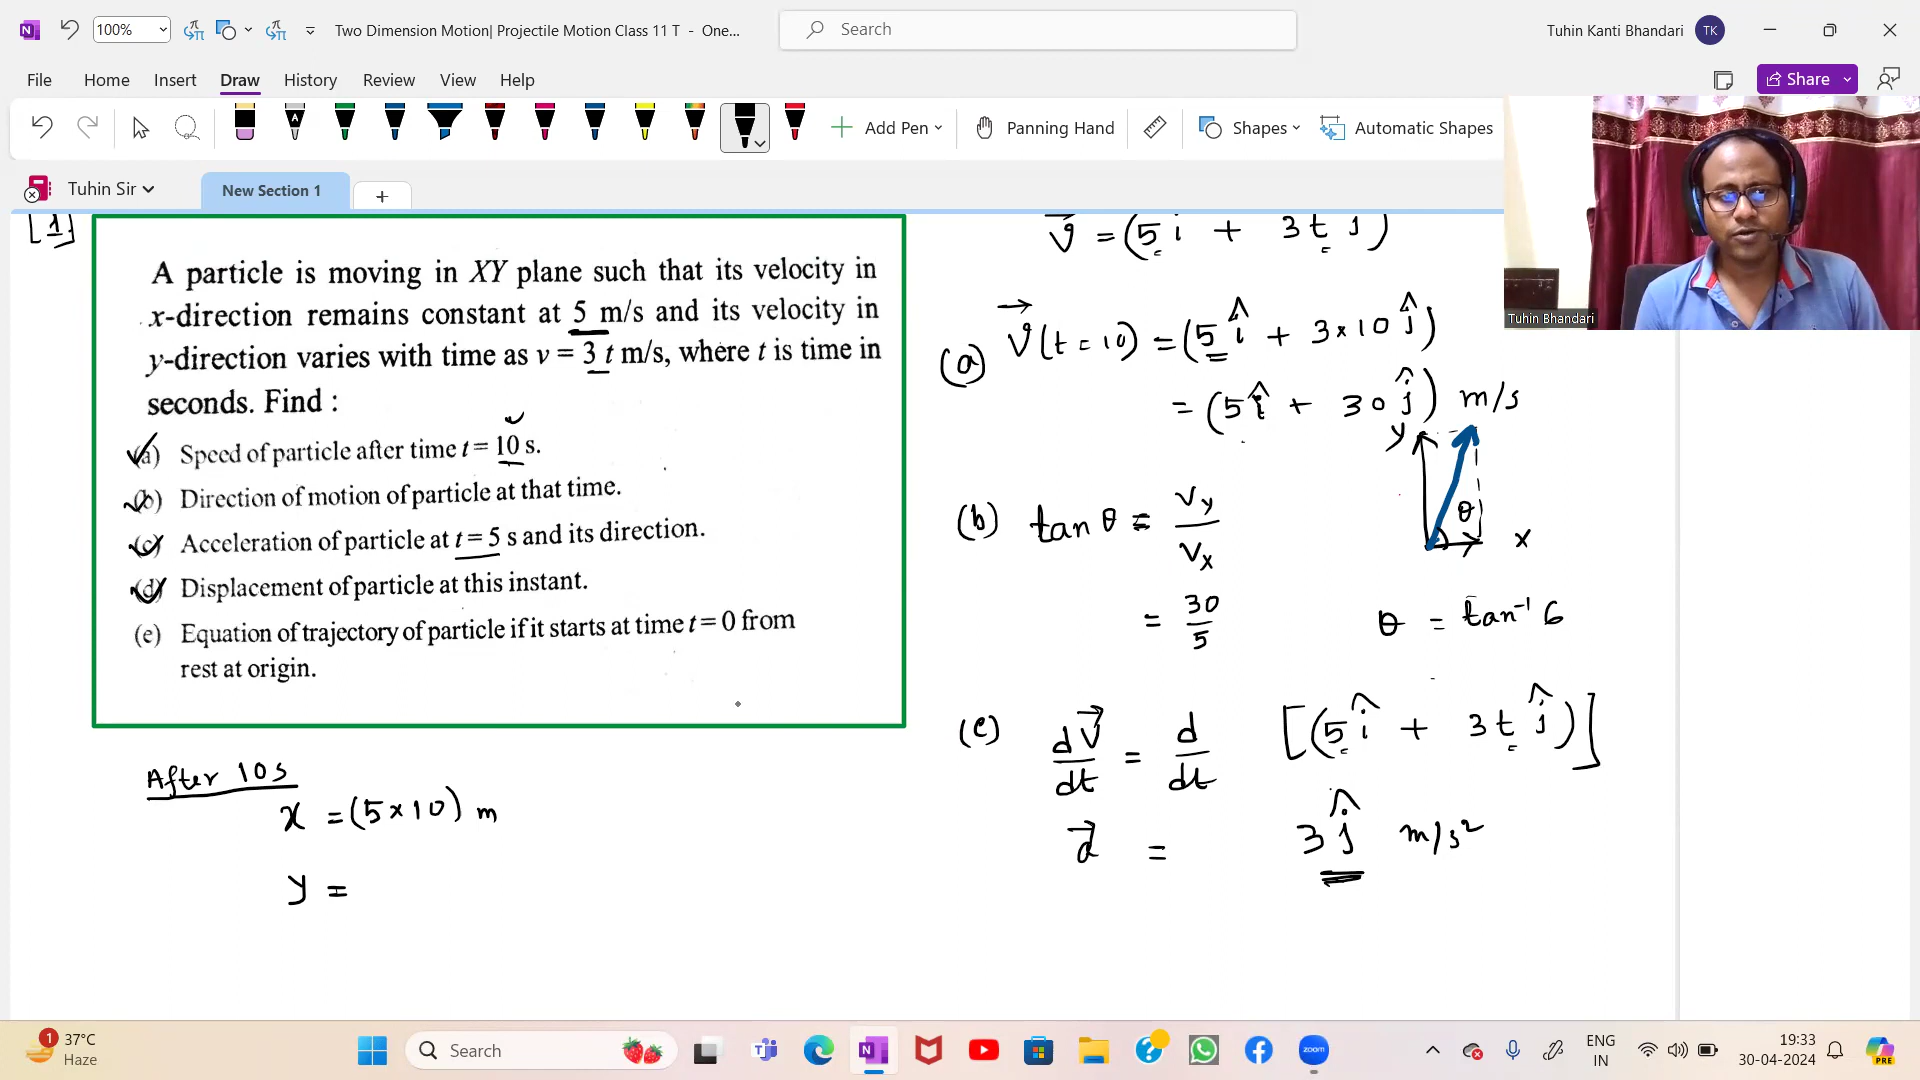 100%
Two Dimension Motion| Projectile Motion Class 11 T - One...
Search
Tuhin Kanti Bhandari
TK
File Home Insert Draw History Review View Help
Share
Add Pen
Panning Hand
Shapes
Automatic Shapes
Tuhin Sir
New Section 1
[1]
A particle is moving in XY plane such that its velocity in
x-direction remains constant at 5 m/s and its velocity in
y-direction varies with time as v = 3 t m/s, where t is time in
seconds. Find :
(a) Speed of particle after time t = 10 s.
(b) Direction of motion of particle at that time.
(c) Acceleration of particle at t = 5 s and its direction.
(d) Displacement of particle at this instant.
(e) Equation of trajectory of particle if it starts at time t = 0 from
rest at origin.
After 10s
x = (5×10) m
y =
v⃗ = (5 i + 3 t j)
(a) v⃗ (t = 10) = (5 î + 3×10 ĵ)
= (5 î + 30 ĵ) m/s
y
θ
x
(b) tan θ = Vy/Vx
= 30/5
θ = tan⁻¹ 6
(c) dv⃗/dt = d/dt [(5 î + 3 t ĵ)]
a⃗ = 3 ĵ m/s²
Tuhin Bhandari
1
37°C
Haze
Search
zoom
ENG
IN
19:33
30-04-2024
PRE